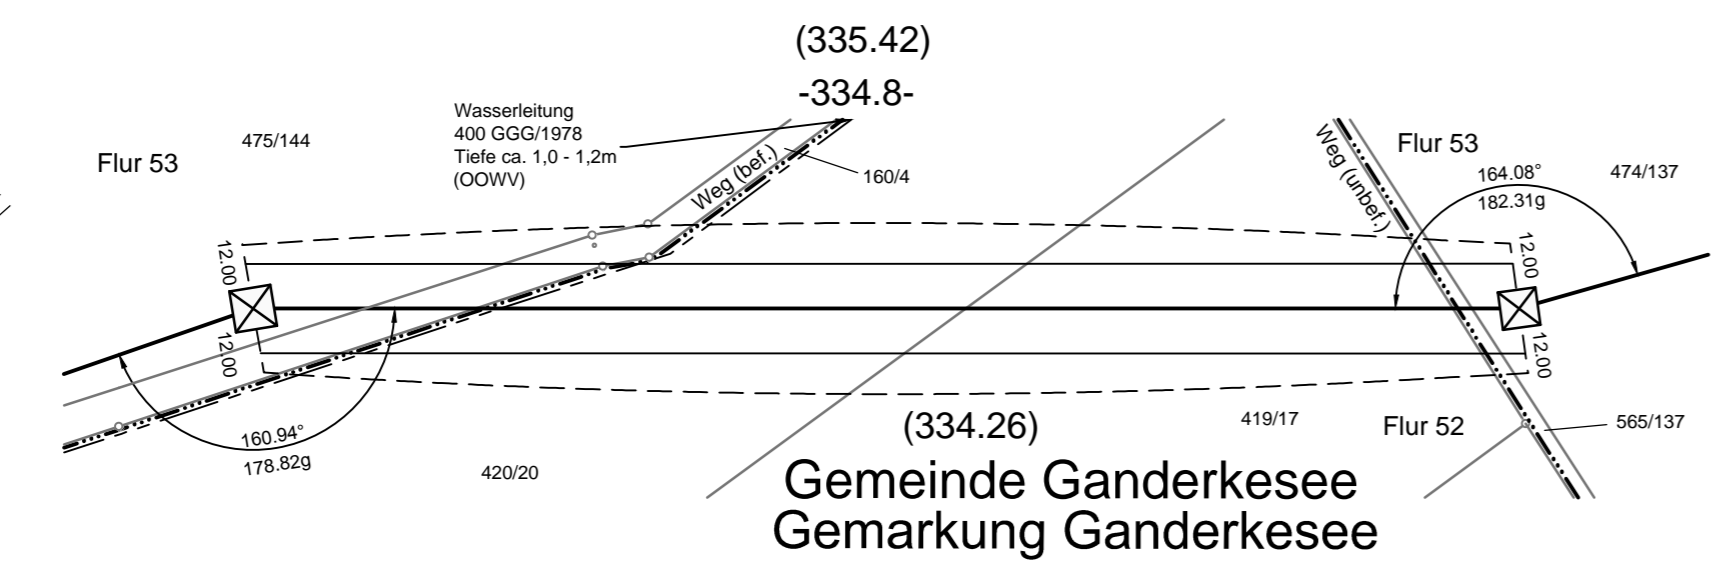 (335.42)
-334.8-
Wasserleitung
400 GGG/1978
Tiefe ca. 1,0 - 1,2m
(OOWV)
475/144
Flur 53
Weg (bef.)
160/4
Weg (unbef.)
Flur 53
164.08°
182.31g
474/137
12.00
12.00
12.00
12.00
160.94°
178.82g
420/20
(334.26)
419/17
Flur 52
565/137
Gemeinde Ganderkesee
Gemarkung Ganderkesee